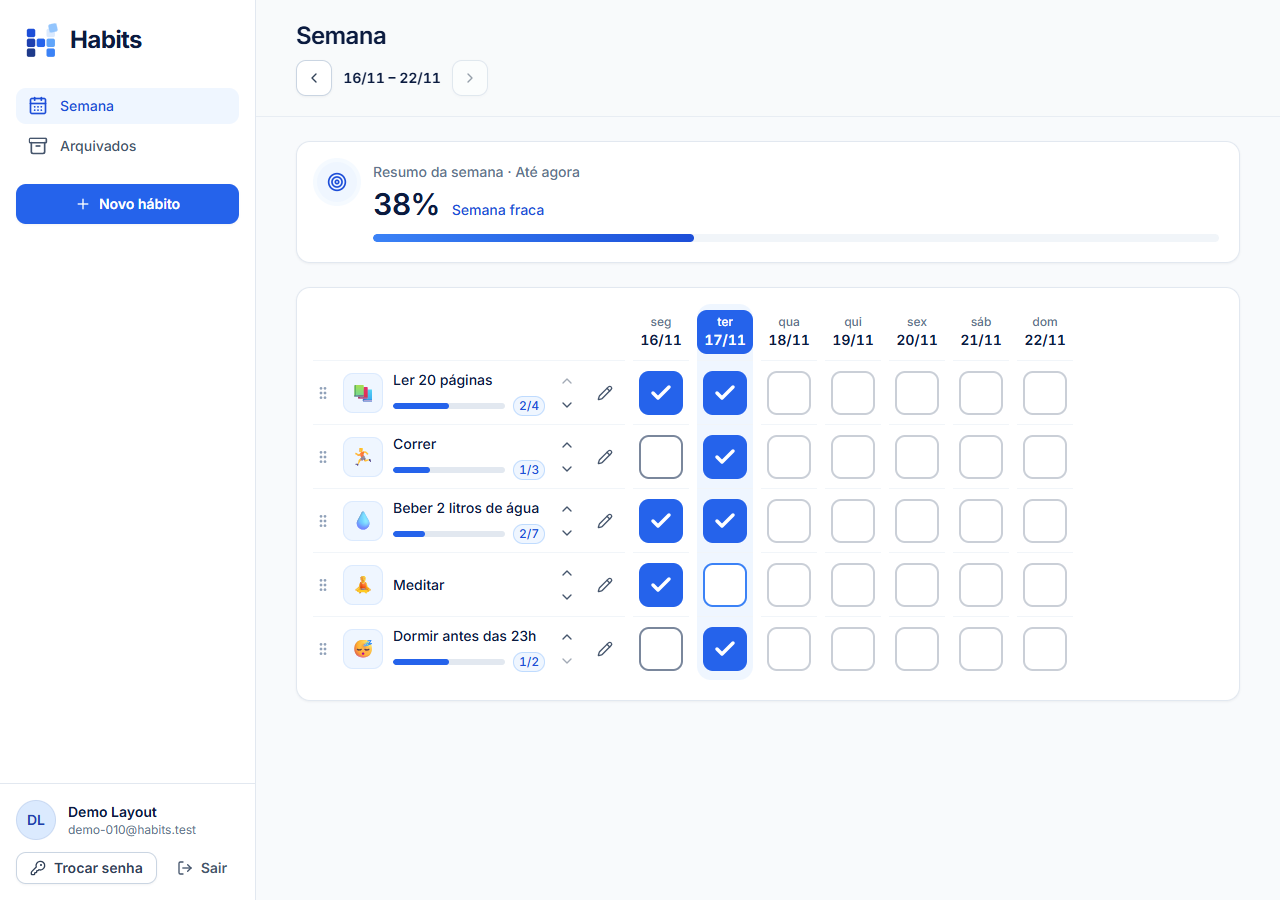 Habits
Semana
Arquivados
Novo hábito
Demo Layout
DL
demo-010@habits.test
Trocar senha
Sair
Semana
16/11 – 22/11
Resumo da semana · Até agora
38% Semana fraca
seg ter qua qui sex sáb dom
16/11 17/11 18/11 19/11 20/11 21/11 22/11
Ler 20 páginas
2/4
Correr
1/3
Beber 2 litros de água
2/7
Meditar
Dormir antes das 23h
1/2